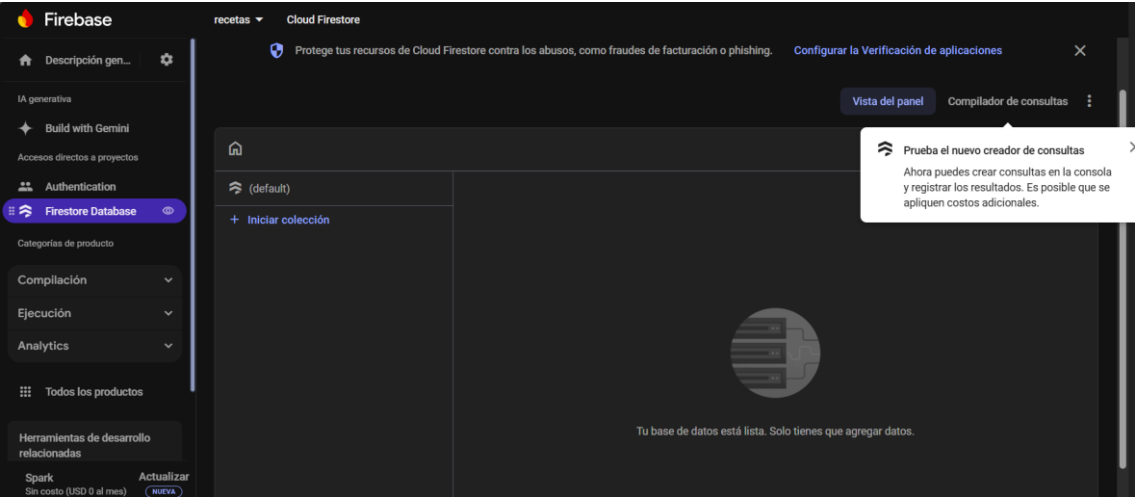 Firebase
recetas
Cloud Firestore
Protege tus recursos de Cloud Firestore contra los abusos, como fraudes de facturación o phishing. Configurar la Verificación de aplicaciones
Descripción gen...
IA generativa
Build with Gemini
Accesos directos a proyectos
Authentication
Firestore Database
Categorías de producto
Compilación
Ejecución
Analytics
Todos los productos
Herramientas de desarrollo
relacionadas
Spark
Sin costo (USD 0 al mes)
Actualizar
NUEVA
Vista del panel
Compilador de consultas
Prueba el nuevo creador de consultas
Ahora puedes crear consultas en la consola
y registrar los resultados. Es posible que se
apliquen costos adicionales.
(default)
+ Iniciar colección
Tu base de datos está lista. Solo tienes que agregar datos.